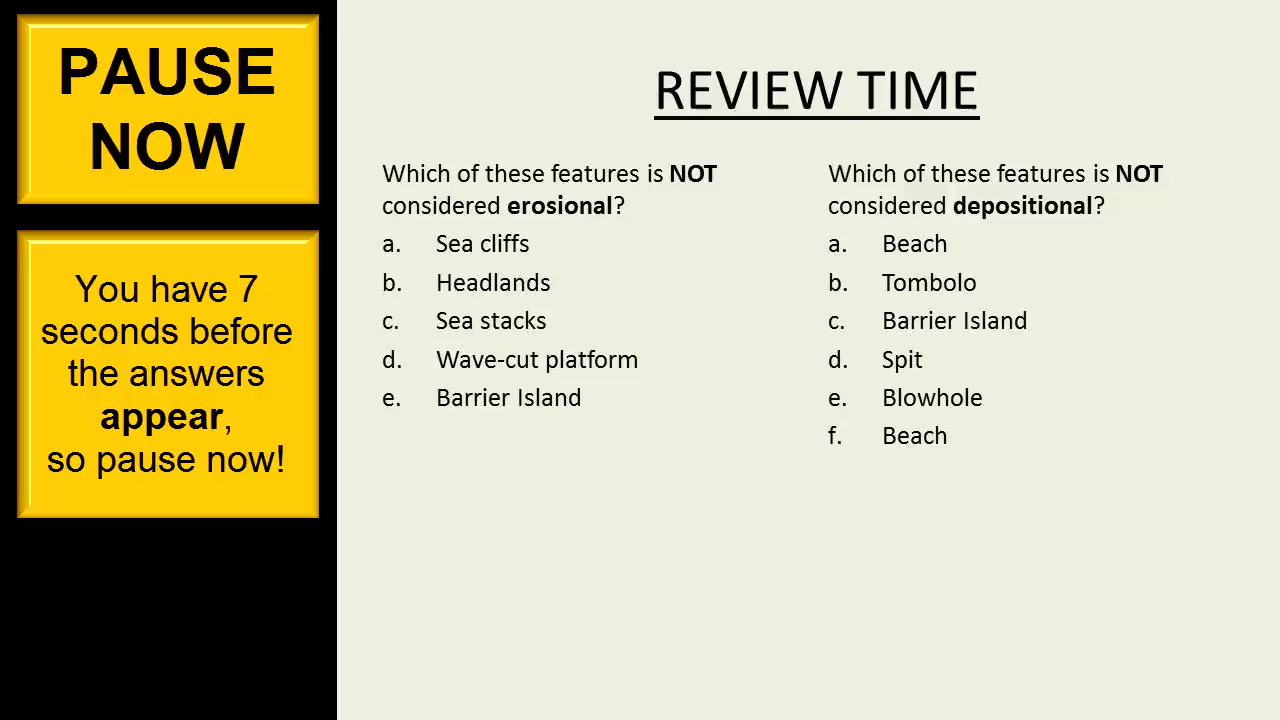 PAUSE
NOW
You have 7
seconds before
the answers
appear,
so pause now!
REVIEW TIME
Which of these features is NOT
considered erosional?
a. Sea cliffs
b. Headlands
c. Sea stacks
d. Wave-cut platform
e. Barrier Island
Which of these features is NOT
considered depositional?
a. Beach
b. Tombolo
c. Barrier Island
d. Spit
e. Blowhole
f. Beach